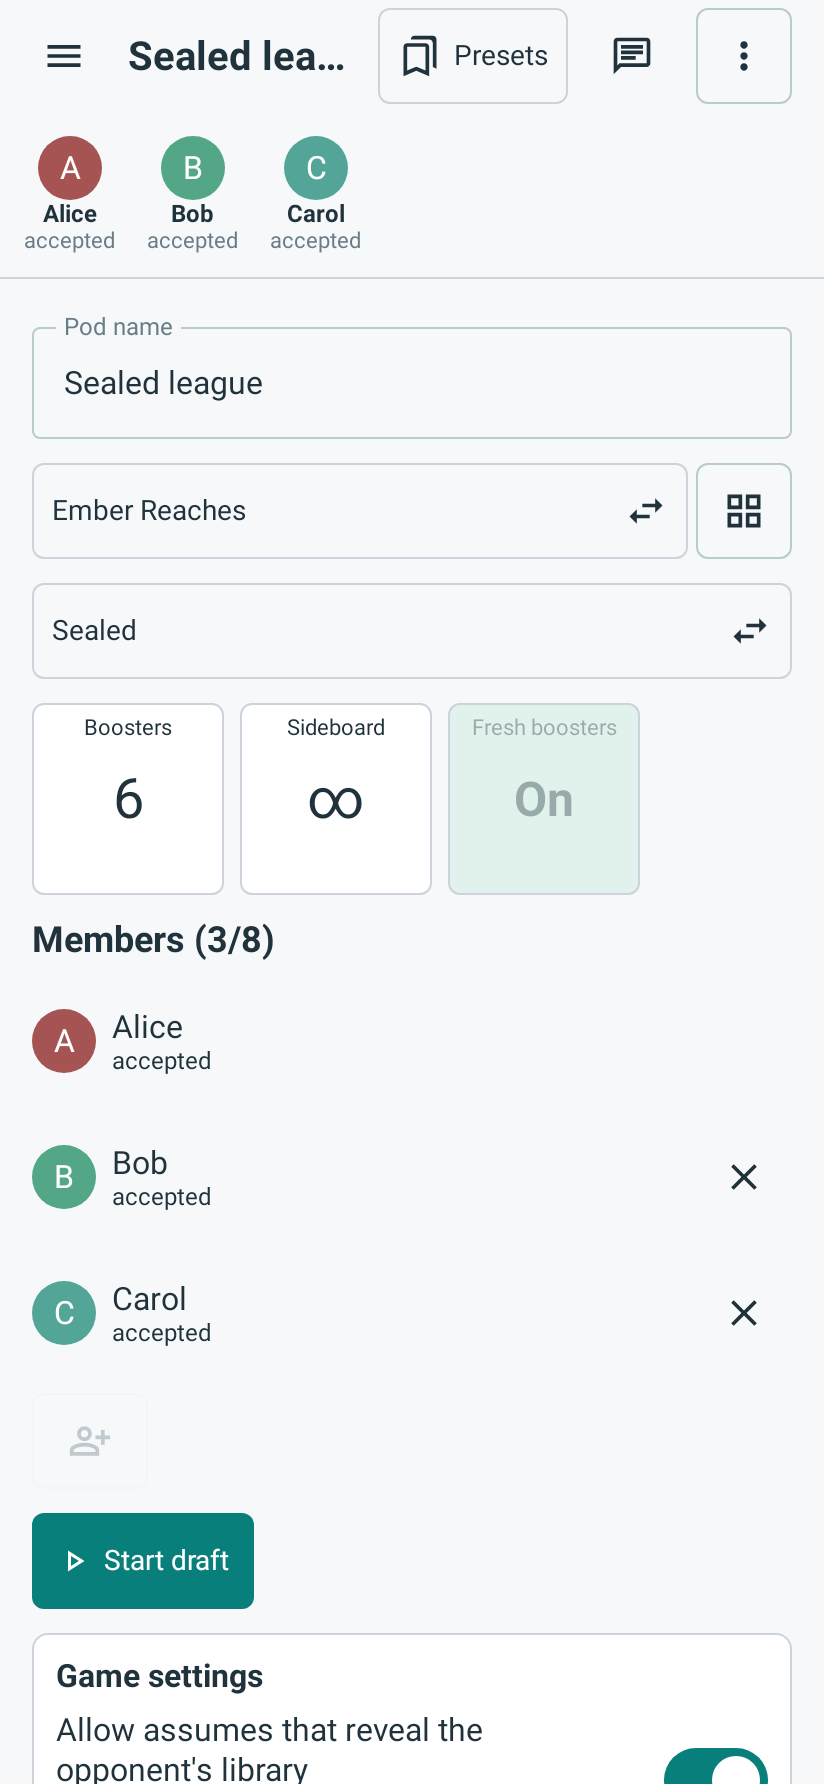 Sealed lea...
Presets
A
B
C
Alice
Bob
Carol
accepted
accepted
accepted
Pod name
Sealed league
Ember Reaches
Sealed
Boosters
Sideboard
Fresh boosters
6
∞
On
Members (3/8)
A
Alice
accepted
B
Bob
accepted
C
Carol
accepted
Start draft
Game settings
Allow assumes that reveal the
opponent's library